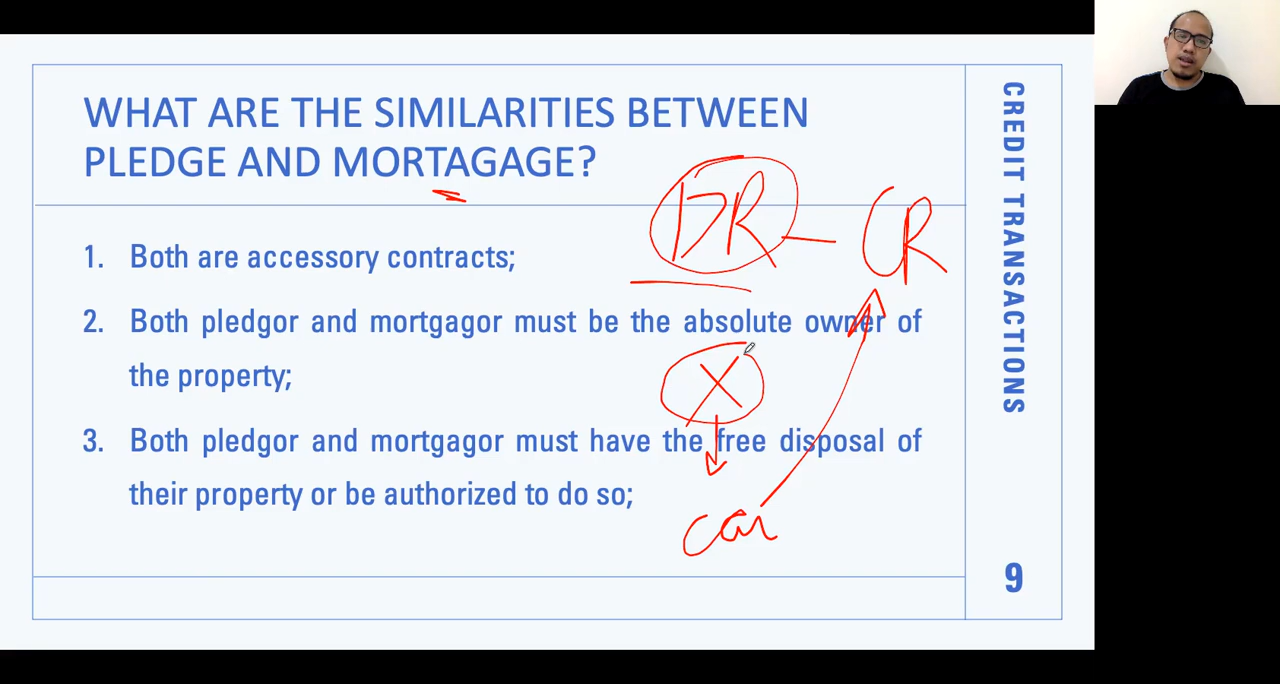 WHAT ARE THE SIMILARITIES BETWEEN
PLEDGE AND MORTAGAGE?
DR – CR
1. Both are accessory contracts;
2. Both pledgor and mortgagor must be the absolute owner of
the property;
X
3. Both pledgor and mortgagor must have the free disposal of
their property or be authorized to do so;
car
CREDIT TRANSACTIONS
9